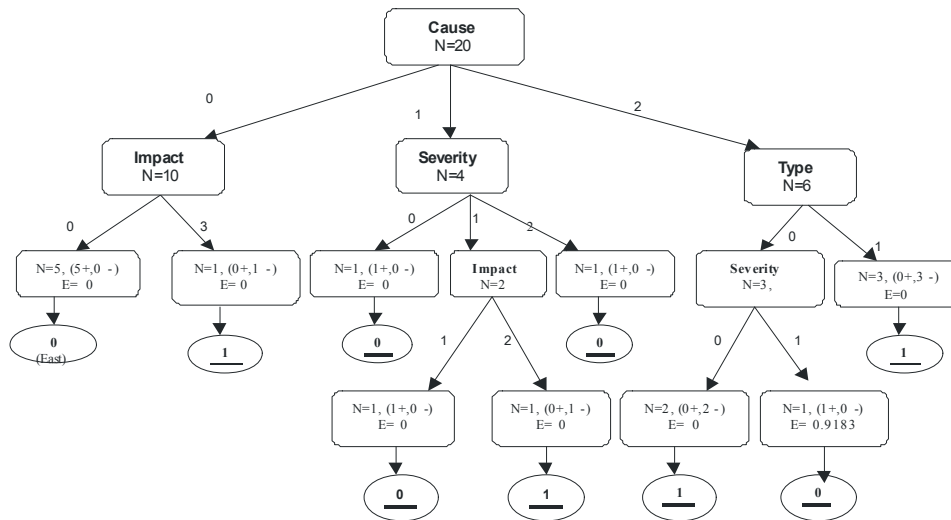 Cause
N=20
0
1
2
Impact
N=10
Severity
N=4
Type
N=6
0
3
0
1
2
0
1
N=5, (5+,0 -)
E= 0
N=1, (0+,1 -)
E= 0
N=1, (1+,0 -)
E= 0
Impact
N=2
N=1, (1+,0 -)
E= 0
Severity
N=3,
N=3, (0+,3 -)
E=0
0
(East)
1
0
0
1
1
2
0
1
N=1, (1+,0 -)
E= 0
N=1, (0+,1 -)
E= 0
N=2, (0+,2 -)
E= 0
N=1, (1+,0 -)
E= 0.9183
0
1
1
0